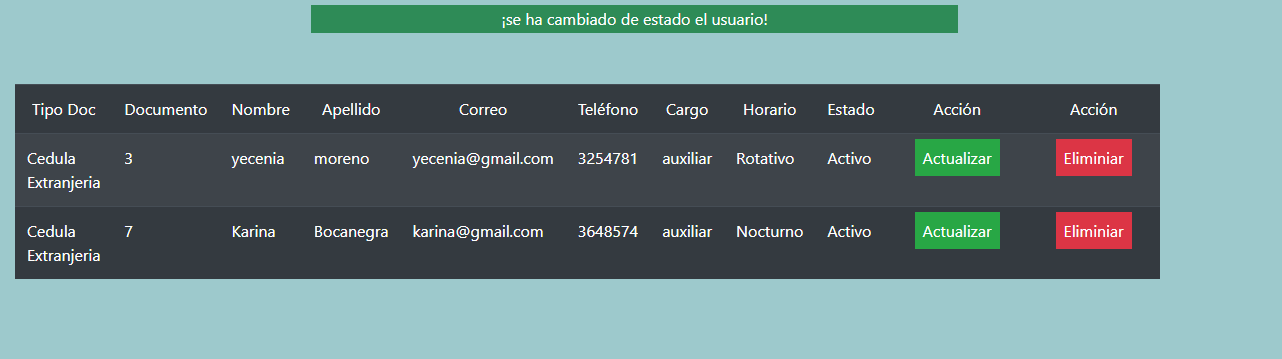 ¡se ha cambiado de estado el usuario!
Tipo Doc Documento Nombre Apellido Correo Teléfono Cargo Horario Estado Acción Acción
Cedula Extranjeria 3 yecenia moreno yecenia@gmail.com 3254781 auxiliar Rotativo Activo Actualizar Eliminiar
Cedula Extranjeria 7 Karina Bocanegra karina@gmail.com 3648574 auxiliar Nocturno Activo Actualizar Eliminiar